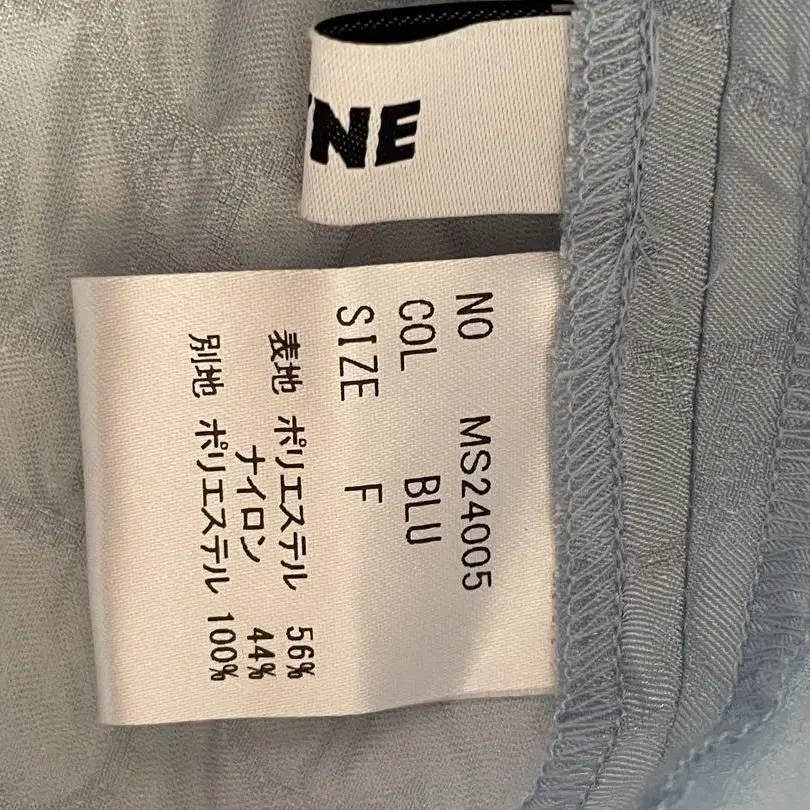 NE
NO MS24005
COL BLU
SIZE F
表地 ポリエステル 56%
ナイロン 44%
別地 ポリエステル 100%